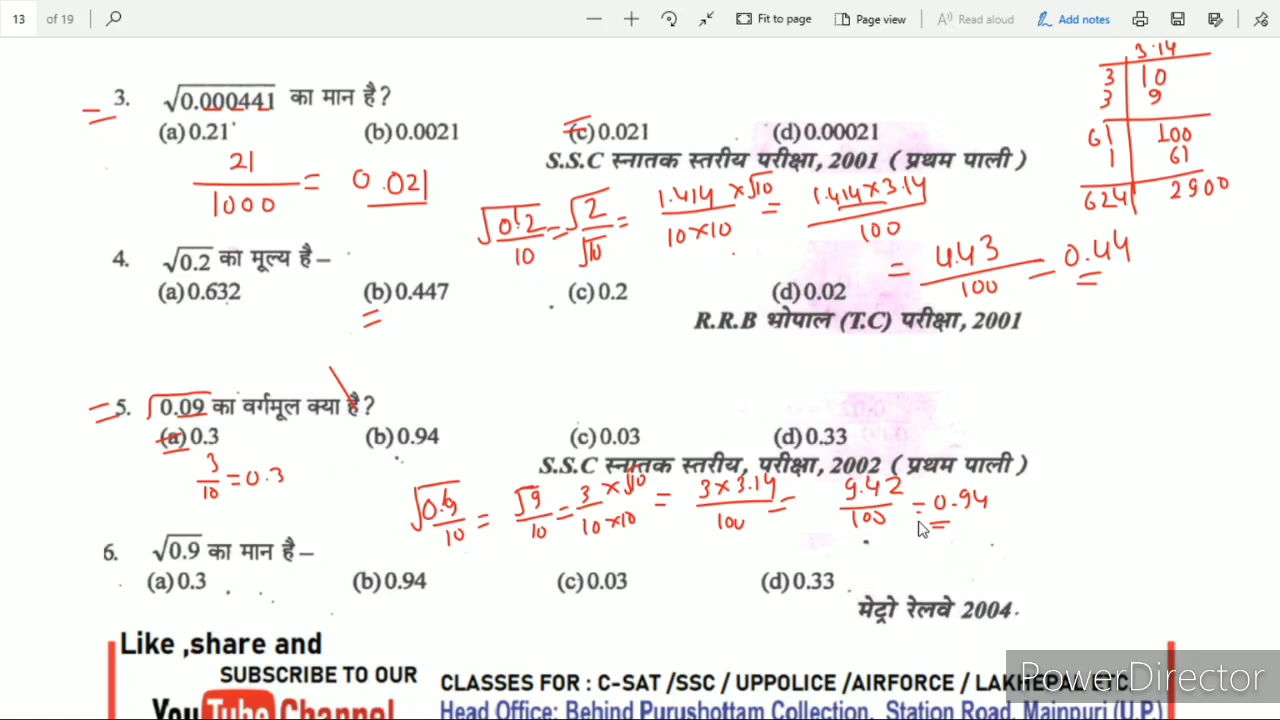 13 of 19 Fit to page Page view Read aloud Add notes
3. √0.000441 का मान है?
(a) 0.21 (b) 0.0021 (c) 0.021 (d) 0.00021
S.S.C स्नातक स्तरीय परीक्षा, 2001 ( प्रथम पाली )
21/1000 = 0.021
3.14
3 | 10
3 | 9
61 | 100
1 | 61
624 | 2900
4. √0.2 का मूल्य है –
√0.2/10 = √2/√10 = 1.414 × √10 / 10×10 = 1.414×3.14 / 100
= 4.43/100 = 0.44
(a) 0.632 (b) 0.447 (c) 0.2 (d) 0.02
R.R.B भोपाल (T.C) परीक्षा, 2001
5. √0.09 का वर्गमूल क्या है?
(a) 0.3 (b) 0.94 (c) 0.03 (d) 0.33
S.S.C स्नातक स्तरीय, परीक्षा, 2002 ( प्रथम पाली )
3/10 = 0.3
√0.9/10 = √9/10 = 3 × √10 / 10×10 = 3×3.14 / 100 = 9.42/100 = 0.94
6. √0.9 का मान है –
(a) 0.3 (b) 0.94 (c) 0.03 (d) 0.33
मेट्रो रेलवे 2004.
Like ,share and
SUBSCRIBE TO OUR
YouTube Channel
CLASSES FOR : C-SAT /SSC / UPPOLICE /AIRFORCE / LAKHEPAL ETC
Head Office: Behind Purushottam Collection, Station Road, Mainpuri (U.P)
PowerDirector